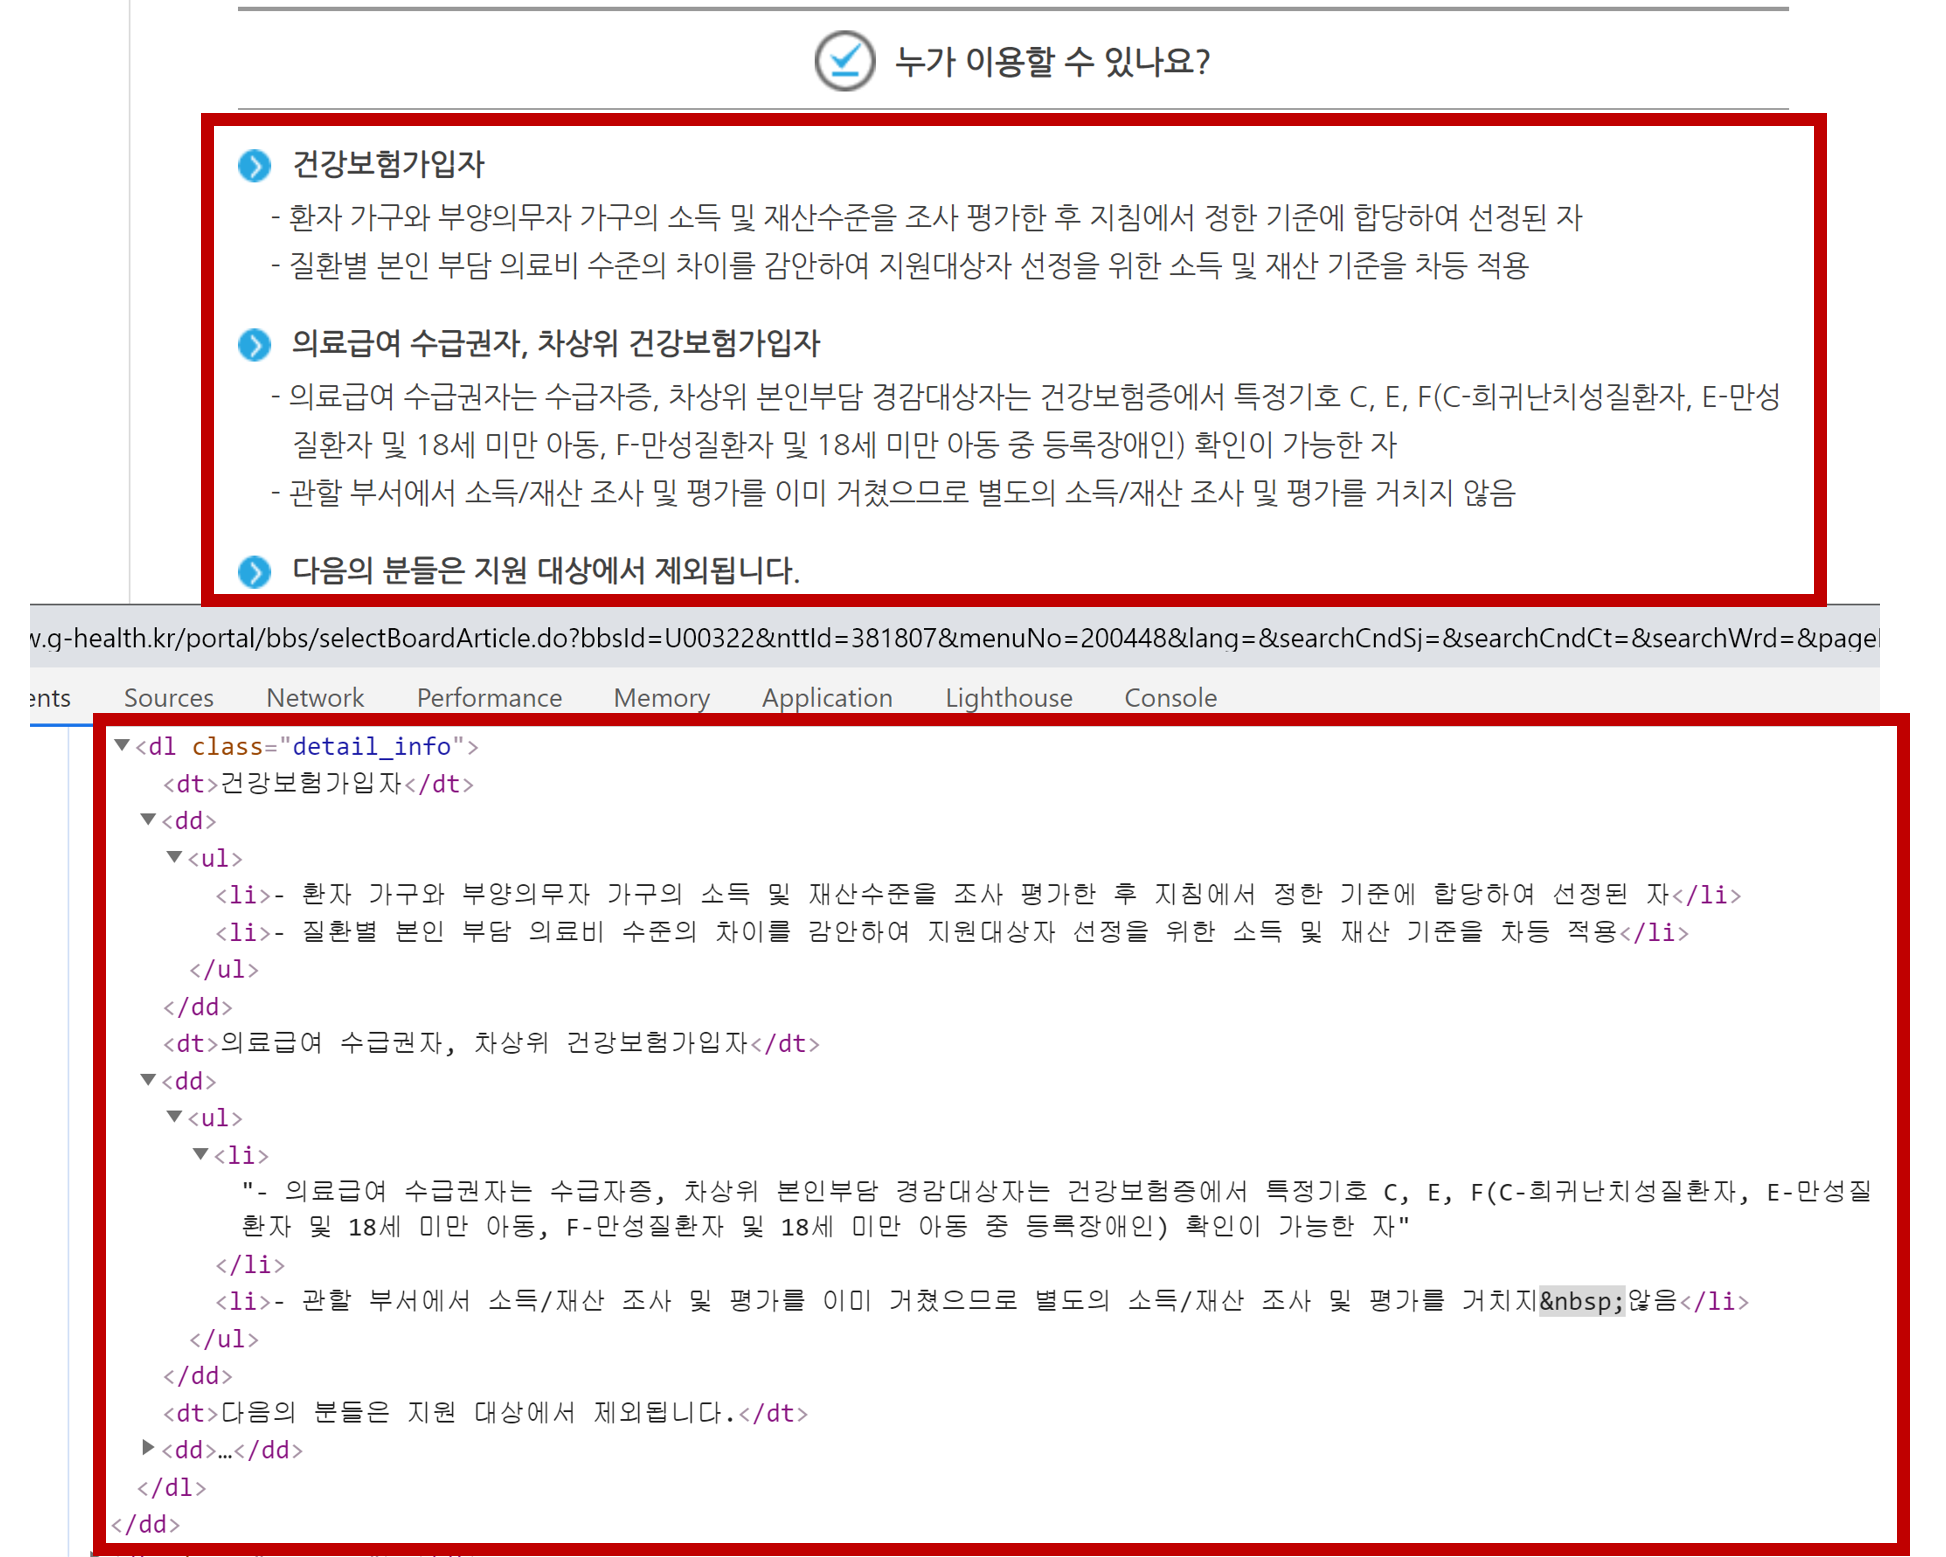 누가 이용할 수 있나요?
건강보험가입자
- 환자 가구와 부양의무자 가구의 소득 및 재산수준을 조사 평가한 후 지침에서 정한 기준에 합당하여 선정된 자
- 질환별 본인 부담 의료비 수준의 차이를 감안하여 지원대상자 선정을 위한 소득 및 재산 기준을 차등 적용
의료급여 수급권자, 차상위 건강보험가입자
- 의료급여 수급권자는 수급자증, 차상위 본인부담 경감대상자는 건강보험증에서 특정기호 C, E, F(C-희귀난치성질환자, E-만성
질환자 및 18세 미만 아동, F-만성질환자 및 18세 미만 아동 중 등록장애인) 확인이 가능한 자
- 관할 부서에서 소득/재산 조사 및 평가를 이미 거쳤으므로 별도의 소득/재산 조사 및 평가를 거치지 않음
다음의 분들은 지원 대상에서 제외됩니다.
w.g-health.kr/portal/bbs/selectBoardArticle.do?bbsId=U00322&nttId=381807&menuNo=200448&lang=&searchCndSj=&searchCndCt=&searchWrd=&pageI
ents Sources Network Performance Memory Application Lighthouse Console
<dl class="detail_info">
<dt>건강보험가입자</dt>
<dd>
<ul>
<li>- 환자 가구와 부양의무자 가구의 소득 및 재산수준을 조사 평가한 후 지침에서 정한 기준에 합당하여 선정된 자</li>
<li>- 질환별 본인 부담 의료비 수준의 차이를 감안하여 지원대상자 선정을 위한 소득 및 재산 기준을 차등 적용</li>
</ul>
</dd>
<dt>의료급여 수급권자, 차상위 건강보험가입자</dt>
<dd>
<ul>
<li>
"- 의료급여 수급권자는 수급자증, 차상위 본인부담 경감대상자는 건강보험증에서 특정기호 C, E, F(C-희귀난치성질환자, E-만성질
환자 및 18세 미만 아동, F-만성질환자 및 18세 미만 아동 중 등록장애인) 확인이 가능한 자"
</li>
<li>- 관할 부서에서 소득/재산 조사 및 평가를 이미 거쳤으므로 별도의 소득/재산 조사 및 평가를 거치지&nbsp;않음</li>
</ul>
</dd>
<dt>다음의 분들은 지원 대상에서 제외됩니다.</dt>
<dd>…</dd>
</dl>
</dd>